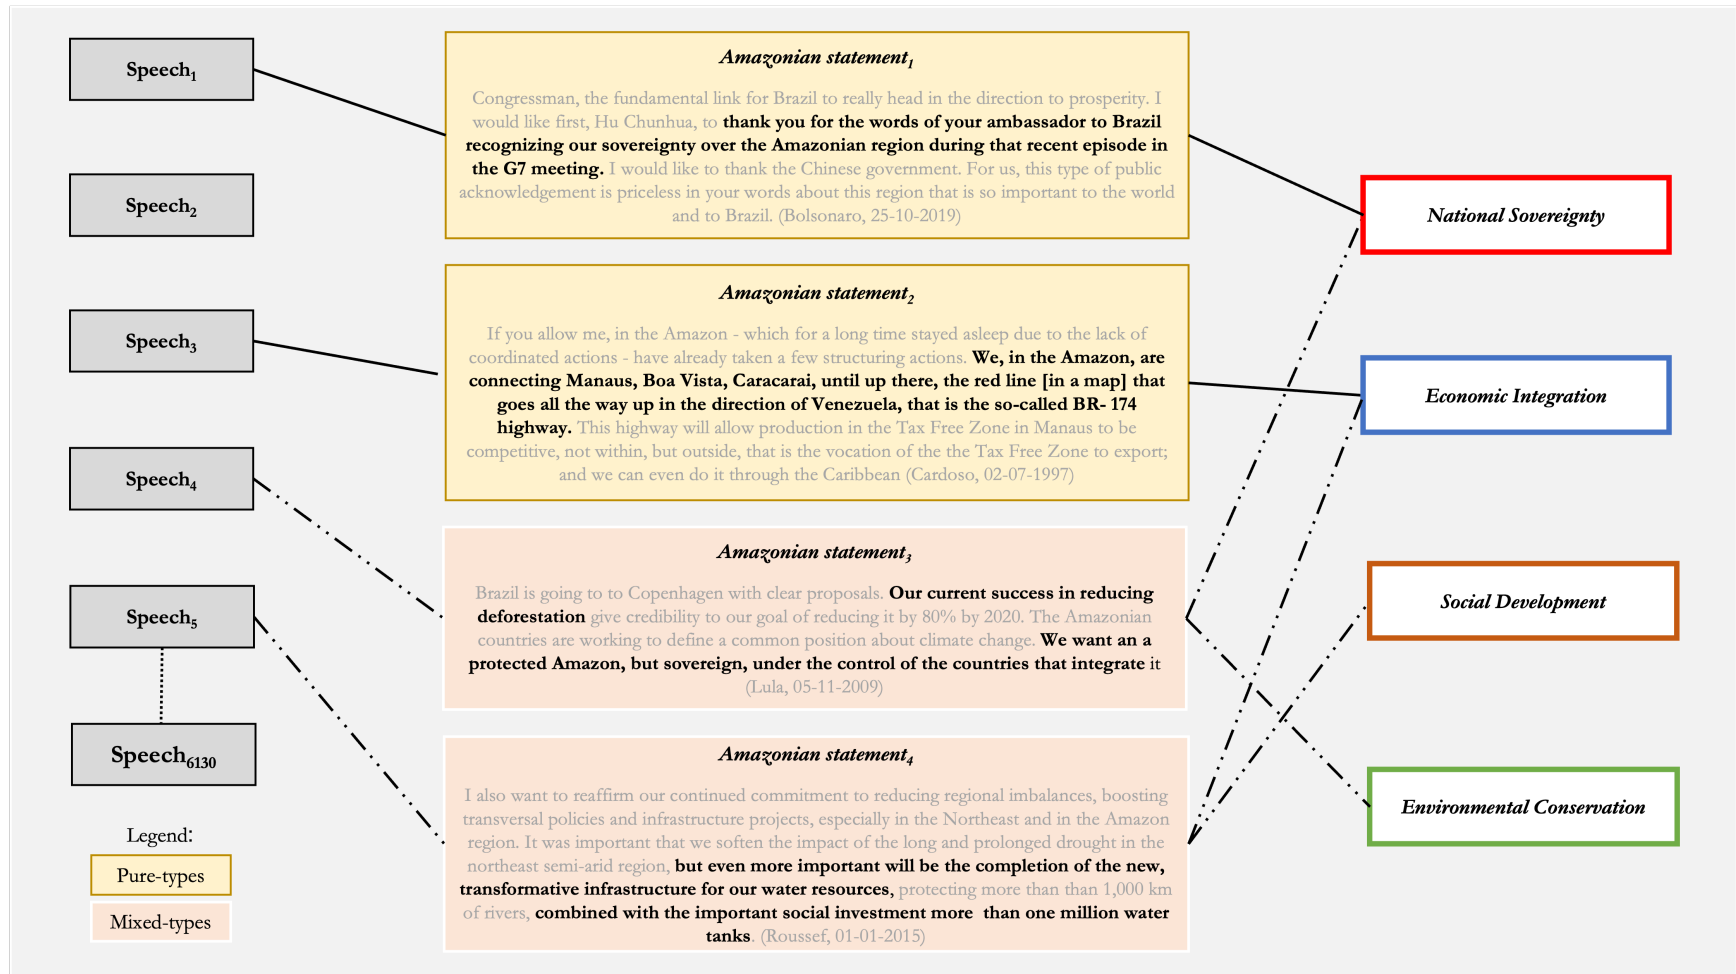 Speech1
Speech2
Speech3
Speech4
Speech5
Speech6130
Legend:
Pure-types
Mixed-types
Amazonian statement1
Congressman, the fundamental link for Brazil to really head in the direction to prosperity. I
would like first, Hu Chunhua, to thank you for the words of your ambassador to Brazil
recognizing our sovereignty over the Amazonian region during that recent episode in
the G7 meeting. I would like to thank the Chinese government. For us, this type of public
acknowledgement is priceless in your words about this region that is so important to the world
and to Brazil. (Bolsonaro, 25-10-2019)
Amazonian statement2
If you allow me, in the Amazon - which for a long time stayed asleep due to the lack of
coordinated actions - have already taken a few structuring actions. We, in the Amazon, are
connecting Manaus, Boa Vista, Caracarai, until up there, the red line [in a map] that
goes all the way up in the direction of Venezuela, that is the so-called BR- 174
highway. This highway will allow production in the Tax Free Zone in Manaus to be
competitive, not within, but outside, that is the vocation of the the Tax Free Zone to export;
and we can even do it through the Caribbean (Cardoso, 02-07-1997)
Amazonian statement3
Brazil is going to to Copenhagen with clear proposals. Our current success in reducing
deforestation give credibility to our goal of reducing it by 80% by 2020. The Amazonian
countries are working to define a common position about climate change. We want an a
protected Amazon, but sovereign, under the control of the countries that integrate it
(Lula, 05-11-2009)
Amazonian statement4
I also want to reaffirm our continued commitment to reducing regional imbalances, boosting
transversal policies and infrastructure projects, especially in the Northeast and in the Amazon
region. It was important that we soften the impact of the long and prolonged drought in the
northeast semi-arid region, but even more important will be the completion of the new,
transformative infrastructure for our water resources, protecting more than than 1,000 km
of rivers, combined with the important social investment more than one million water
tanks. (Roussef, 01-01-2015)
National Sovereignty
Economic Integration
Social Development
Environmental Conservation